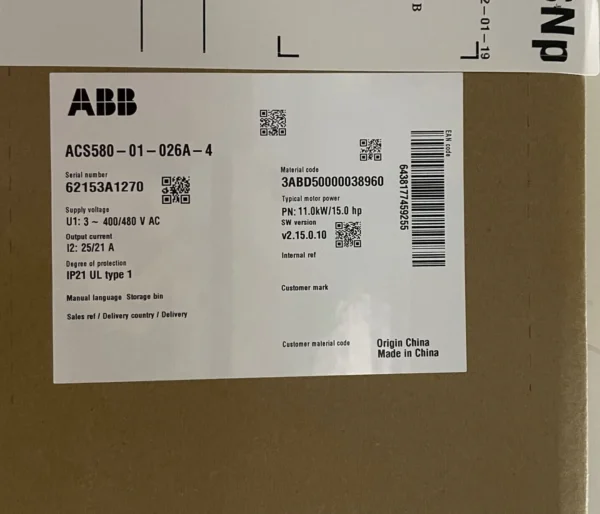 SNp
2-01-19
B
ABB
ACS580-01-026A-4
Serial number
62153A1270
Supply voltage
U1: 3~ 400/480 V AC
Output current
I2: 25/21 A
Degree of protection
IP21 UL type 1
Manual language Storage bin
Sales ref / Delivery country / Delivery
Material code
3ABD50000038960
Typical motor power
PN: 11.0kW/15.0 hp
SW version
v2.15.0.10
Internal ref
Customer mark
Customer material code
Origin China
Made in China
EAN code
6438177459255